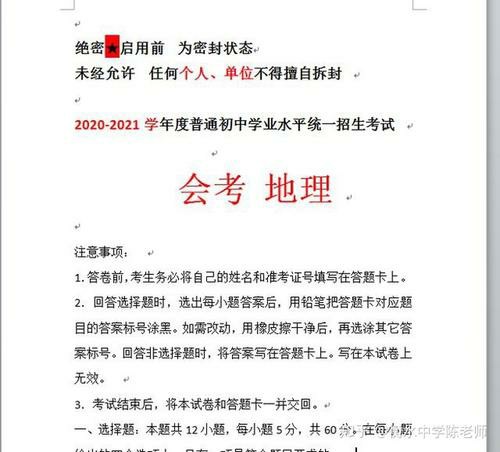 绝密★启用前 为密封状态
未经允许 任何个人、单位不得擅自拆封
2020-2021 学年度普通初中学业水平统一招生考试
会考 地理
注意事项：
1.答卷前,考生务必将自己的姓名和准考证号填写在答题卡上。
2. 回答选择题时，选出每小题答案后，用铅笔把答题卡对应题
目的答案标号涂黑。如需改动，用橡皮擦干净后，再选涂其它答
案标号。回答非选择题时，将答案写在答题卡上。写在本试卷上
无效。
3. 考试结束后，将本试卷和答题卡一并交回。
一、选择题：本题共 12 小题，每小题 5 分，共 60 分。在每小题
中学陈老师